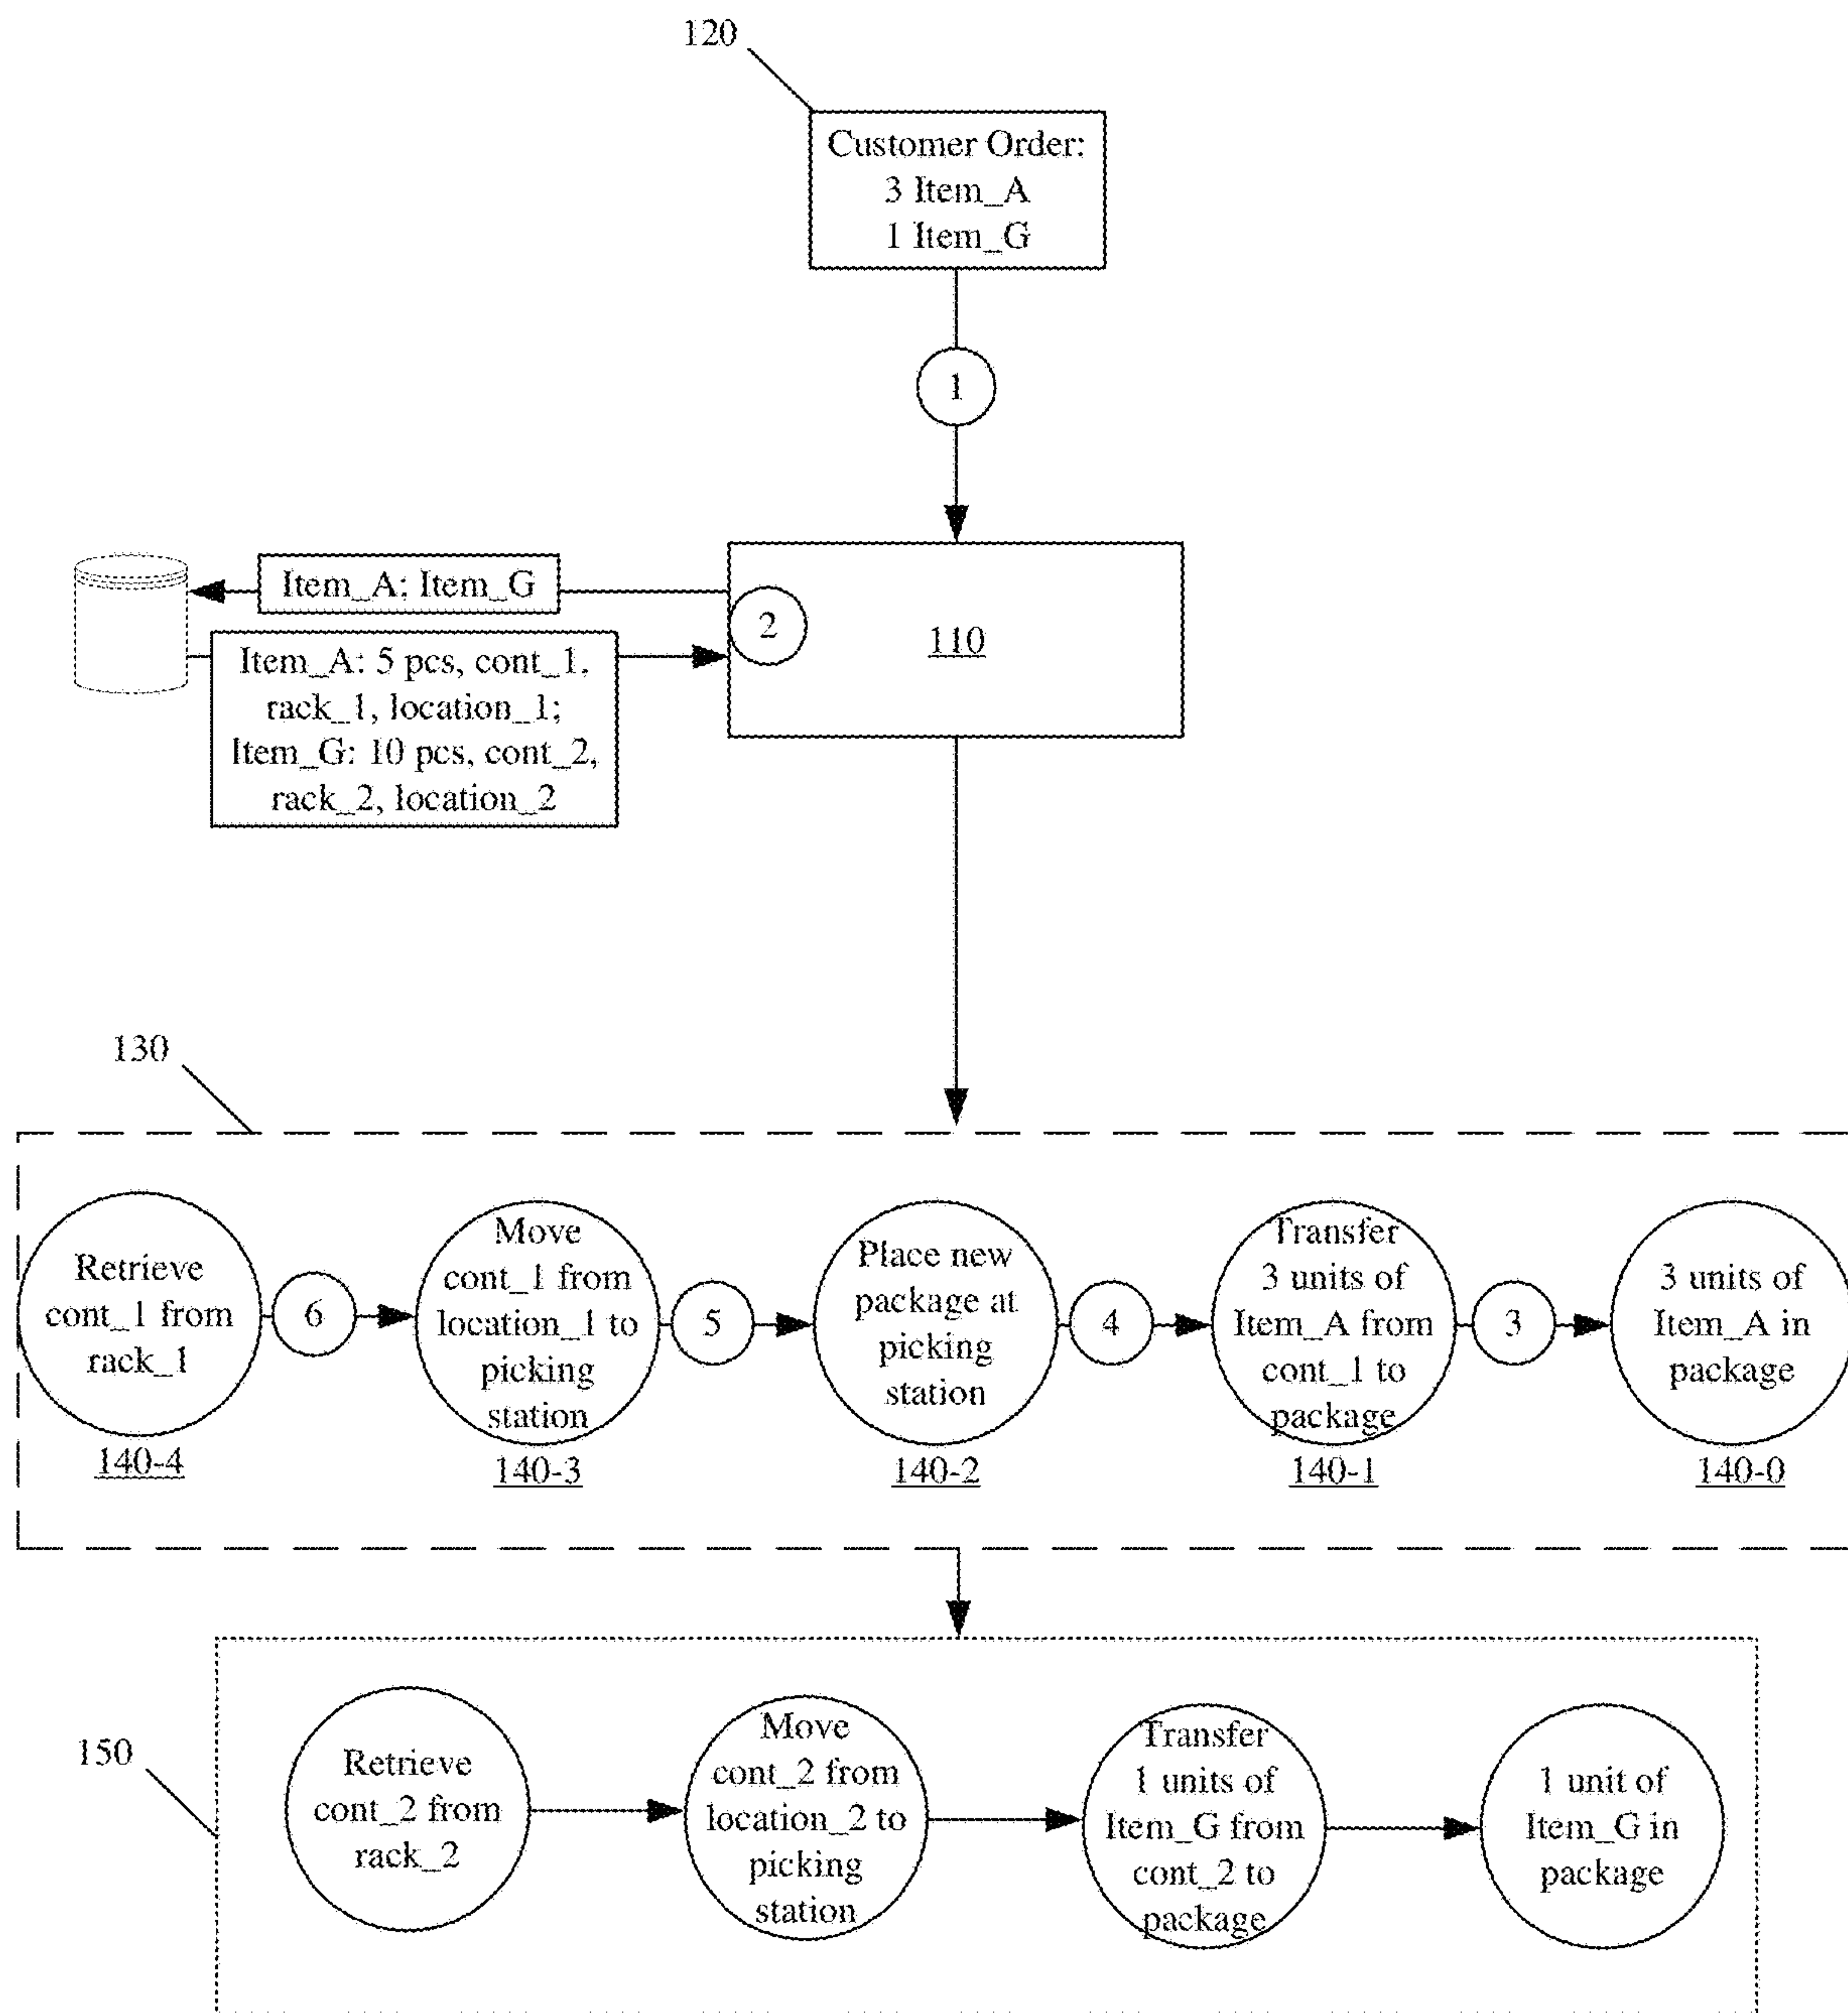 120
Customer Order:
3 Item_A
1 Item_G
1
Item_A; Item_G
2
110
Item_A: 5 pcs, cont_1,
rack_1, location_1;
Item_G: 10 pcs, cont_2,
rack_2, location_2
130
Retrieve
cont_1 from
rack_1
140-4
6
Move
cont_1 from
location_1 to
picking
station
140-3
5
Place new
package at
picking
station
140-2
4
Transfer
3 units of
Item_A from
cont_1 to
package
140-1
3
3 units of
Item_A in
package
140-0
150
Retrieve
cont_2 from
rack_2
Move
cont_2 from
location_2 to
picking
station
Transfer
1 units of
Item_G from
cont_2 to
package
1 unit of
Item_G in
package